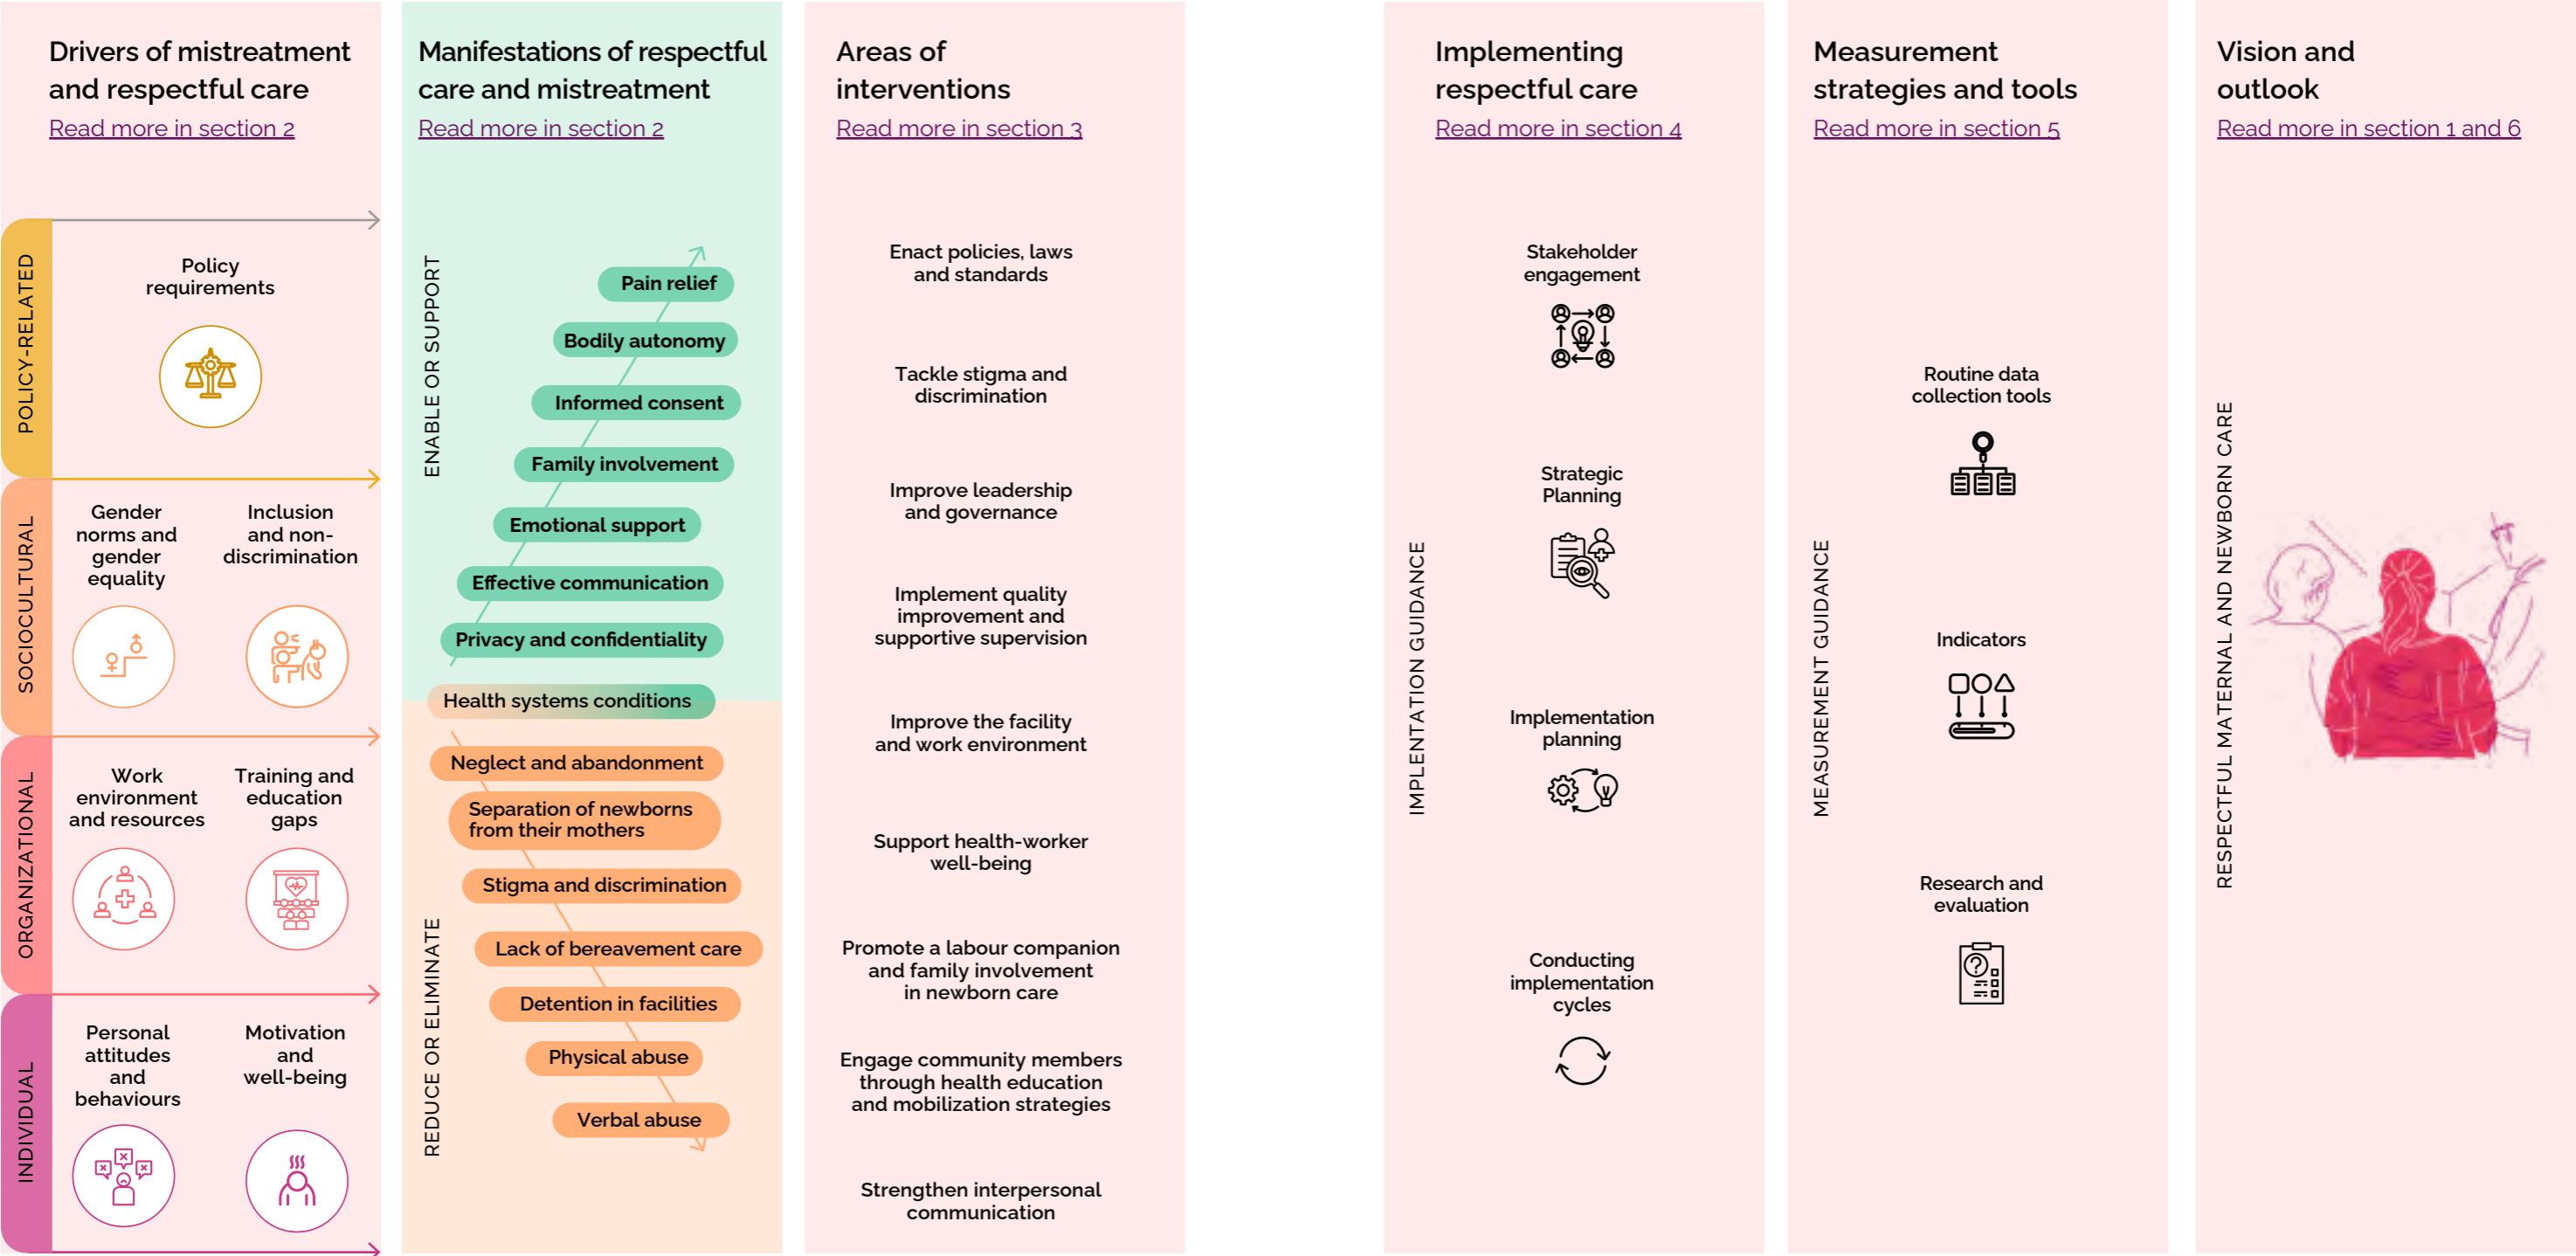 Drivers of mistreatment
and respectful care
Read more in section 2
POLICY-RELATED
Policy
requirements
SOCIOCULTURAL
Gender
norms and
gender
equality
Inclusion
and non-
discrimination
ORGANIZATIONAL
Work
environment
and resources
Training and
education
gaps
INDIVIDUAL
Personal
attitudes
and
behaviours
Motivation
and
well-being
Manifestations of respectful
care and mistreatment
Read more in section 2
ENABLE OR SUPPORT
Pain relief
Bodily autonomy
Informed consent
Family involvement
Emotional support
Effective communication
Privacy and confidentiality
Health systems conditions
REDUCE OR ELIMINATE
Neglect and abandonment
Separation of newborns
from their mothers
Stigma and discrimination
Lack of bereavement care
Detention in facilities
Physical abuse
Verbal abuse
Areas of
interventions
Read more in section 3
Enact policies, laws
and standards
Tackle stigma and
discrimination
Improve leadership
and governance
Implement quality
improvement and
supportive supervision
Improve the facility
and work environment
Support health-worker
well-being
Promote a labour companion
and family involvement
in newborn care
Engage community members
through health education
and mobilization strategies
Strengthen interpersonal
communication
Implementing
respectful care
Read more in section 4
IMPLENTATION GUIDANCE
Stakeholder
engagement
Strategic
Planning
Implementation
planning
Conducting
implementation
cycles
Measurement
strategies and tools
Read more in section 5
MEASUREMENT GUIDANCE
Routine data
collection tools
Indicators
Research and
evaluation
Vision and
outlook
Read more in section 1 and 6
RESPECTFUL MATERNAL AND NEWBORN CARE